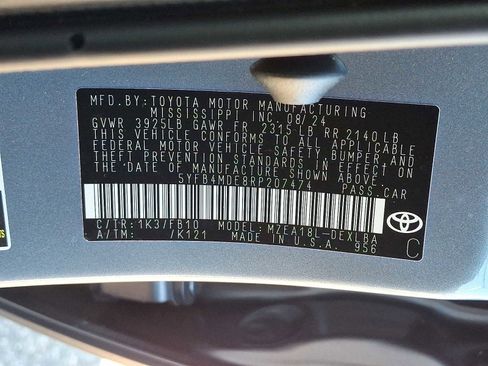 MFD.BY:TOYOTA MOTOR MANUFACTURING
MISSISSIPPI INC. 08/24
GVWR 3925LB GAWR FR 2315LB RR 2140LB
THIS VEHICLE CONFORMS TO ALL APPLICABLE
FEDERAL MOTOR VEHICLE SAFETY, BUMPER, AND
THEFT PREVENTION STANDARDS IN EFFECT ON
THE DATE OF MANUFACTURE SHOWN ABOVE.
5YFB4MDE8RP207474 PASS.CAR
C/TR:1K3/FB10 MODEL:MZEA18L-DEXLBA
A/TM: /K121 MADE IN U.S.A. 956
TOYOTA
C